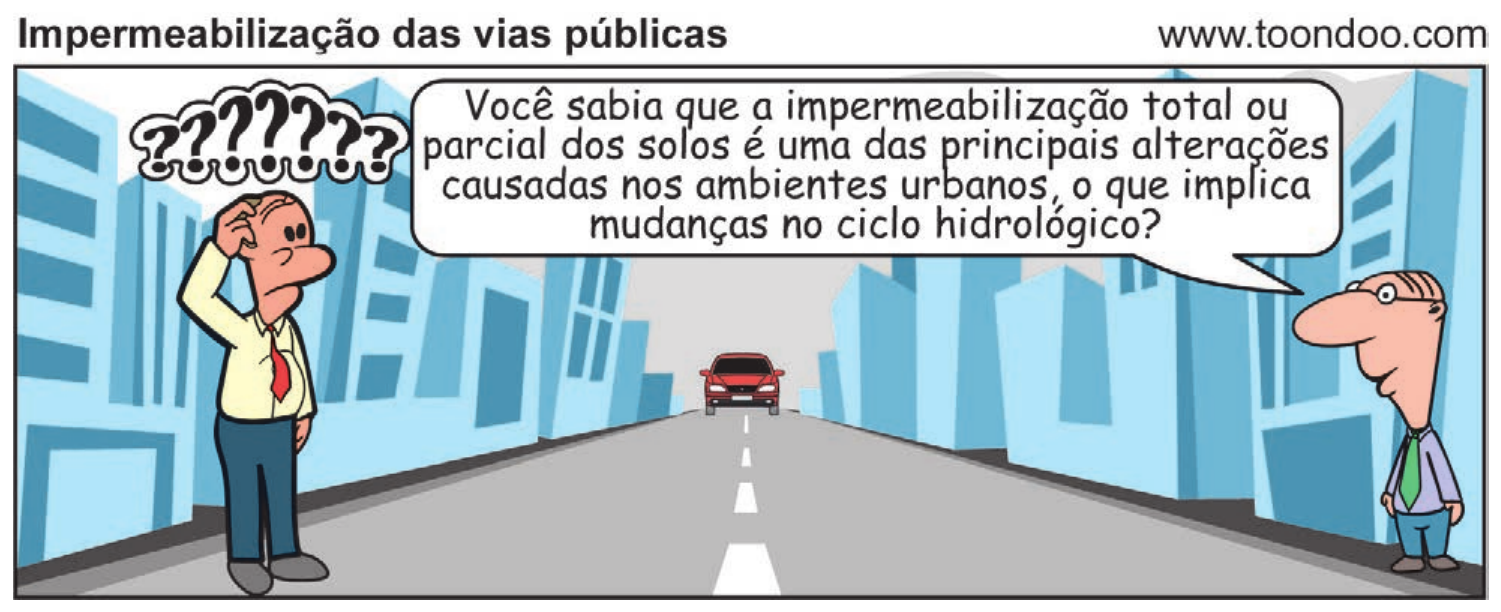 Impermeabilização das vias públicas
www.toondoo.com
???????
Você sabia que a impermeabilização total ou
parcial dos solos é uma das principais alterações
causadas nos ambientes urbanos, o que implica
mudanças no ciclo hidrológico?